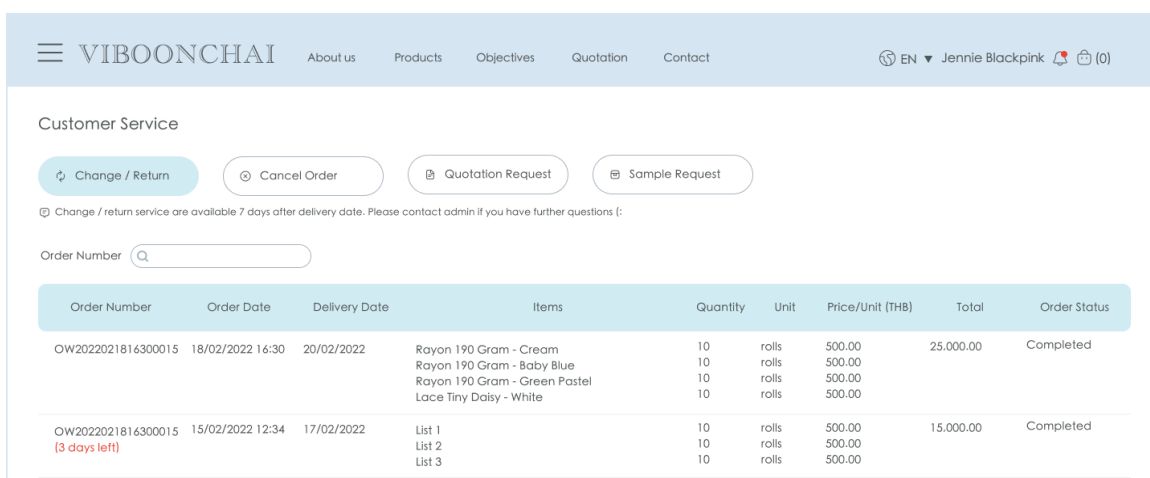 VIBOONCHAI About us Products Objectives Quotation Contact EN ▼ Jennie Blackpink (0)
Customer Service
Change / Return Cancel Order Quotation Request Sample Request
Change / return service are available 7 days after delivery date. Please contact admin if you have further questions (:
Order Number
Order Number Order Date Delivery Date Items Quantity Unit Price/Unit (THB) Total Order Status
OW2022021816300015 18/02/2022 16:30 20/02/2022 Rayon 190 Gram - Cream 10 rolls 500.00 25.000.00 Completed
Rayon 190 Gram - Baby Blue 10 rolls 500.00
Rayon 190 Gram - Green Pastel 10 rolls 500.00
Lace Tiny Daisy - White 10 rolls 500.00
OW2022021816300015 15/02/2022 12:34 17/02/2022 List 1 10 rolls 500.00 15.000.00 Completed
(3 days left) List 2 10 rolls 500.00
List 3 10 rolls 500.00